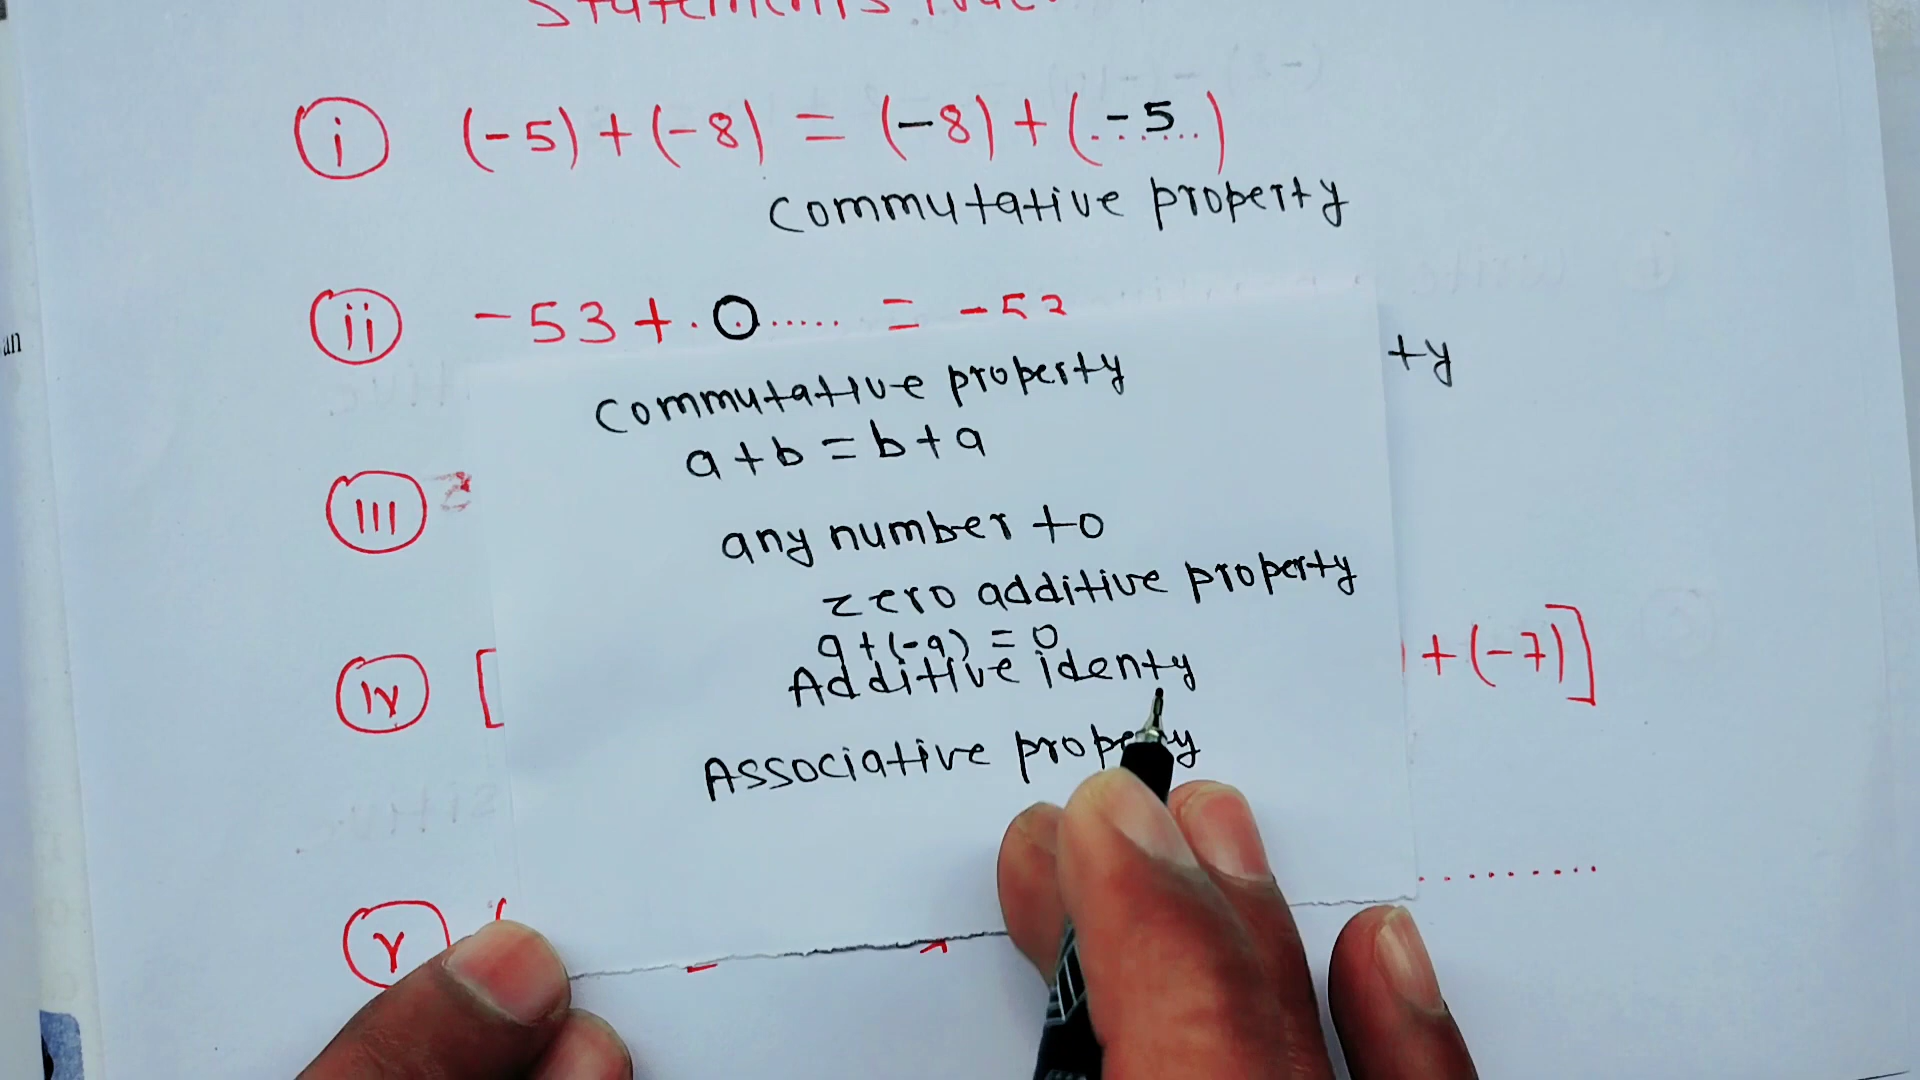 (i) (-5) + (-8) = (-8) + (. -5 ...)
commutative property
(ii) -53 + . 0 ..... = -53
ty
commutative property
a + b = b + a
(iii)
any number to
zero additive property
a + (-a) = 0
Additive identy
(iv) [ + (-7)]
Associative property
..........
(v) (
an